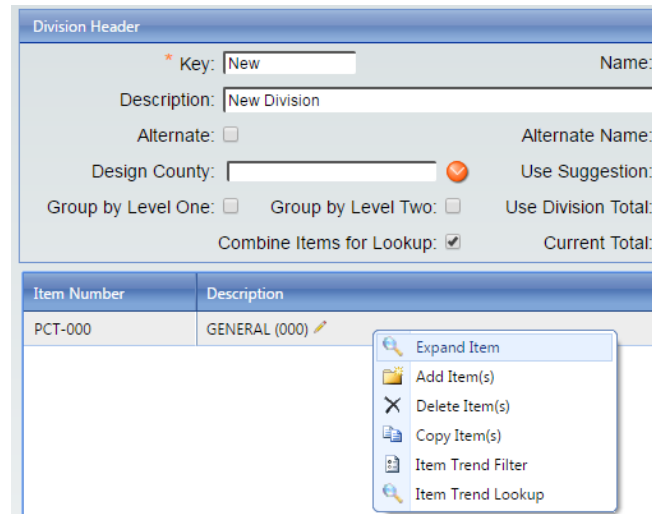 Division Header
* Key: New Name:
Description: New Division
Alternate: Alternate Name:
Design County: Use Suggestion:
Group by Level One: Group by Level Two: Use Division Total:
Combine Items for Lookup: Current Total:
Item Number Description
PCT-000 GENERAL (000)
Expand Item
Add Item(s)
Delete Item(s)
Copy Item(s)
Item Trend Filter
Item Trend Lookup